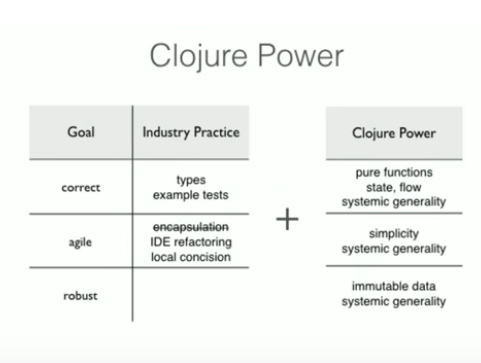 Clojure Power
Goal Industry Practice
correct
types
example tests
agile
encapsulation
IDE refactoring
local concision
robust
+
Clojure Power
pure functions
state, flow
systemic generality
simplicity
systemic generality
immutable data
systemic generality